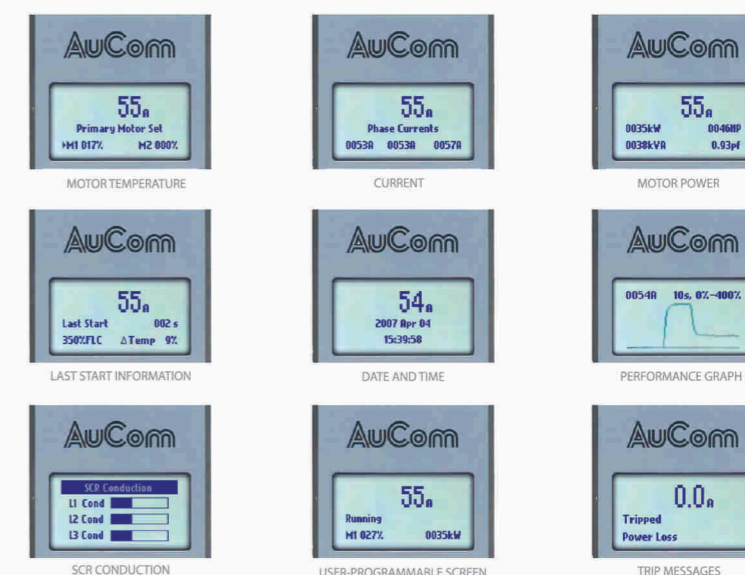 AuCom
55A
Primary Motor Set
M1 017% M2 000%
MOTOR TEMPERATURE
AuCom
55A
Phase Currents
0053A 0053A 0057A
CURRENT
AuCom
55A
0035kW 0046HP
0038kVA 0.93pf
MOTOR POWER
AuCom
55A
Last Start 002 s
350%FLC ΔTemp 9%
LAST START INFORMATION
AuCom
54A
2007 Apr 04
15:39:58
DATE AND TIME
AuCom
0054A 10s, 0%-400%
PERFORMANCE GRAPH
AuCom
SCR Conduction
L1 Cond
L2 Cond
L3 Cond
SCR CONDUCTION
AuCom
55A
Running
M1 027% 0035kW
USER-PROGRAMMABLE SCREEN
AuCom
0.0A
Tripped
Power Loss
TRIP MESSAGES